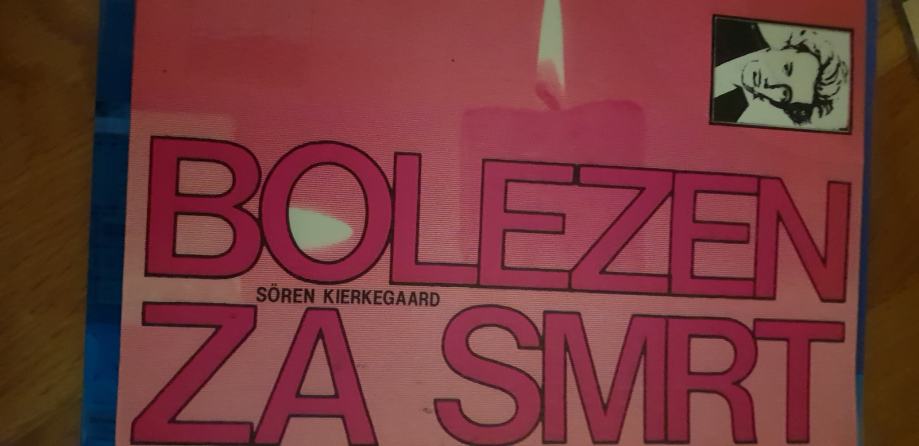 BOLEZEN
SÖREN KIERKEGAARD
ZA SMRT